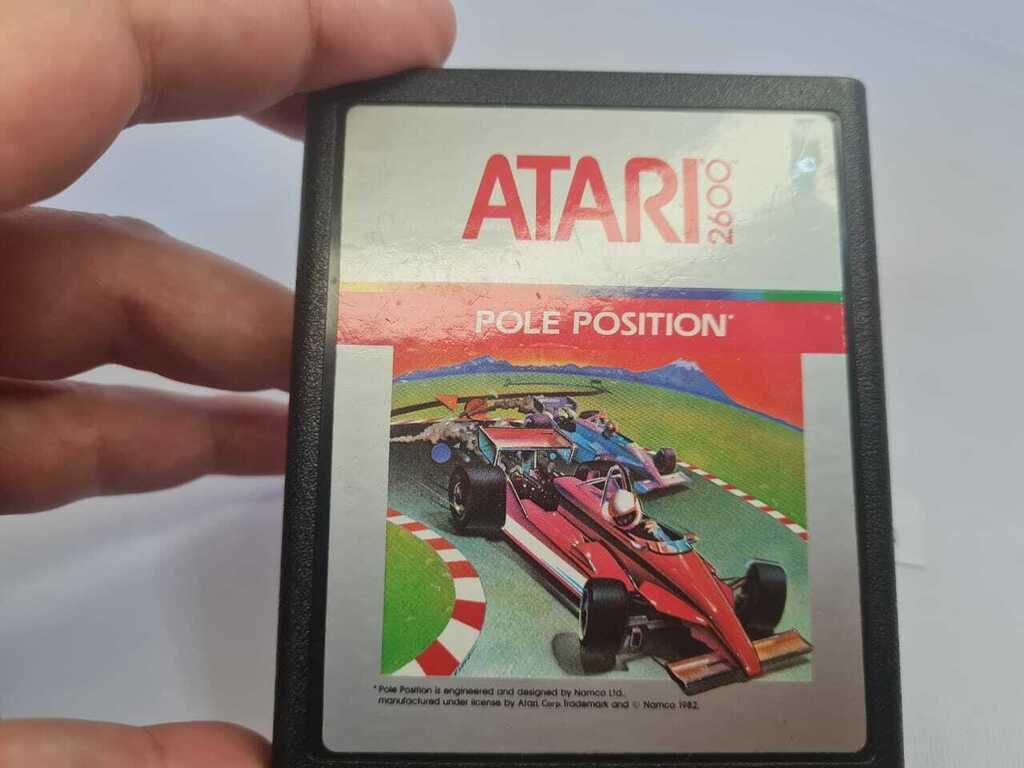 ATARI 2600
POLE POSITION*
* Pole Position is engineered and designed by Namco Ltd.,
manufactured under license by Atari, Corp. Trademark and © Namco 1982.